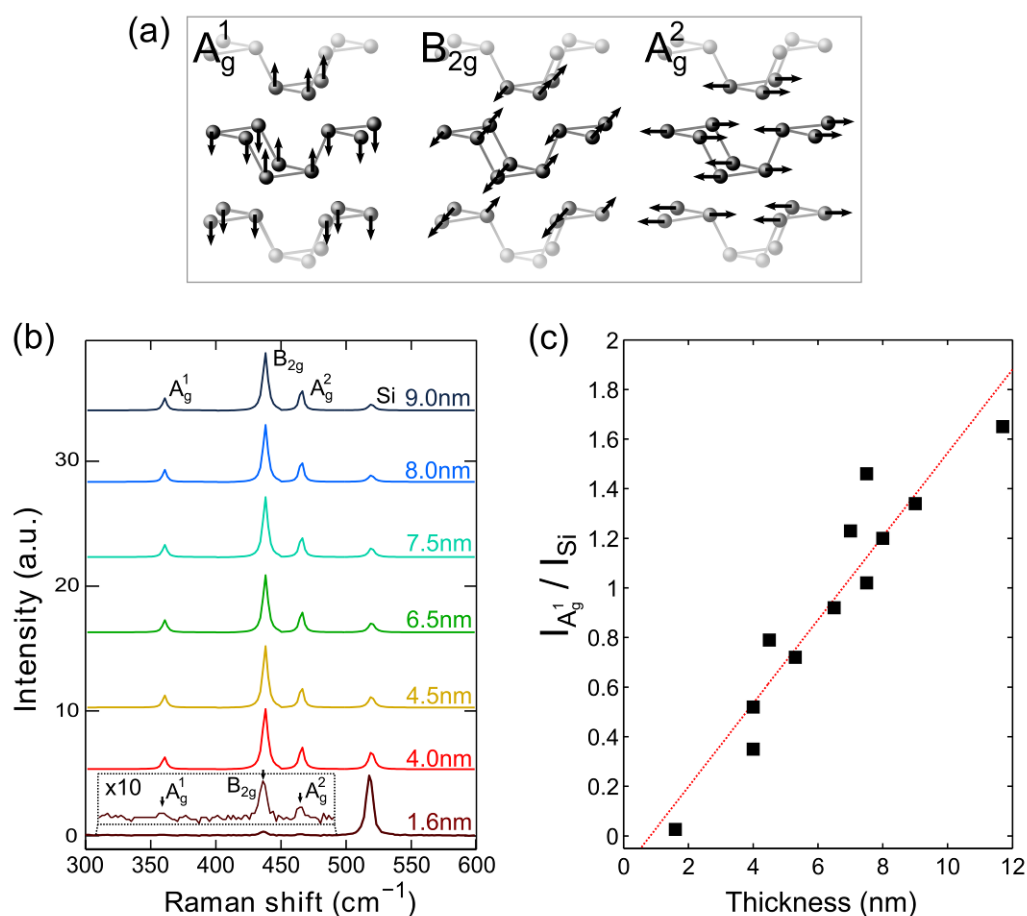 (a)
A_g^1 B_2g A_g^2
(b)
B_2g
A_g^1 A_g^2 Si 9.0nm
8.0nm
7.5nm
6.5nm
4.5nm
4.0nm
x10 A_g^1 B_2g A_g^2
1.6nm
30
20
10
0
Intensity (a.u.)
300 350 400 450 500 550 600
Raman shift (cm⁻¹)
(c)
2
1.8
1.6
1.4
1.2
1
0.8
0.6
0.4
0.2
0
I_A_g^1 / I_Si
0 2 4 6 8 10 12
Thickness (nm)